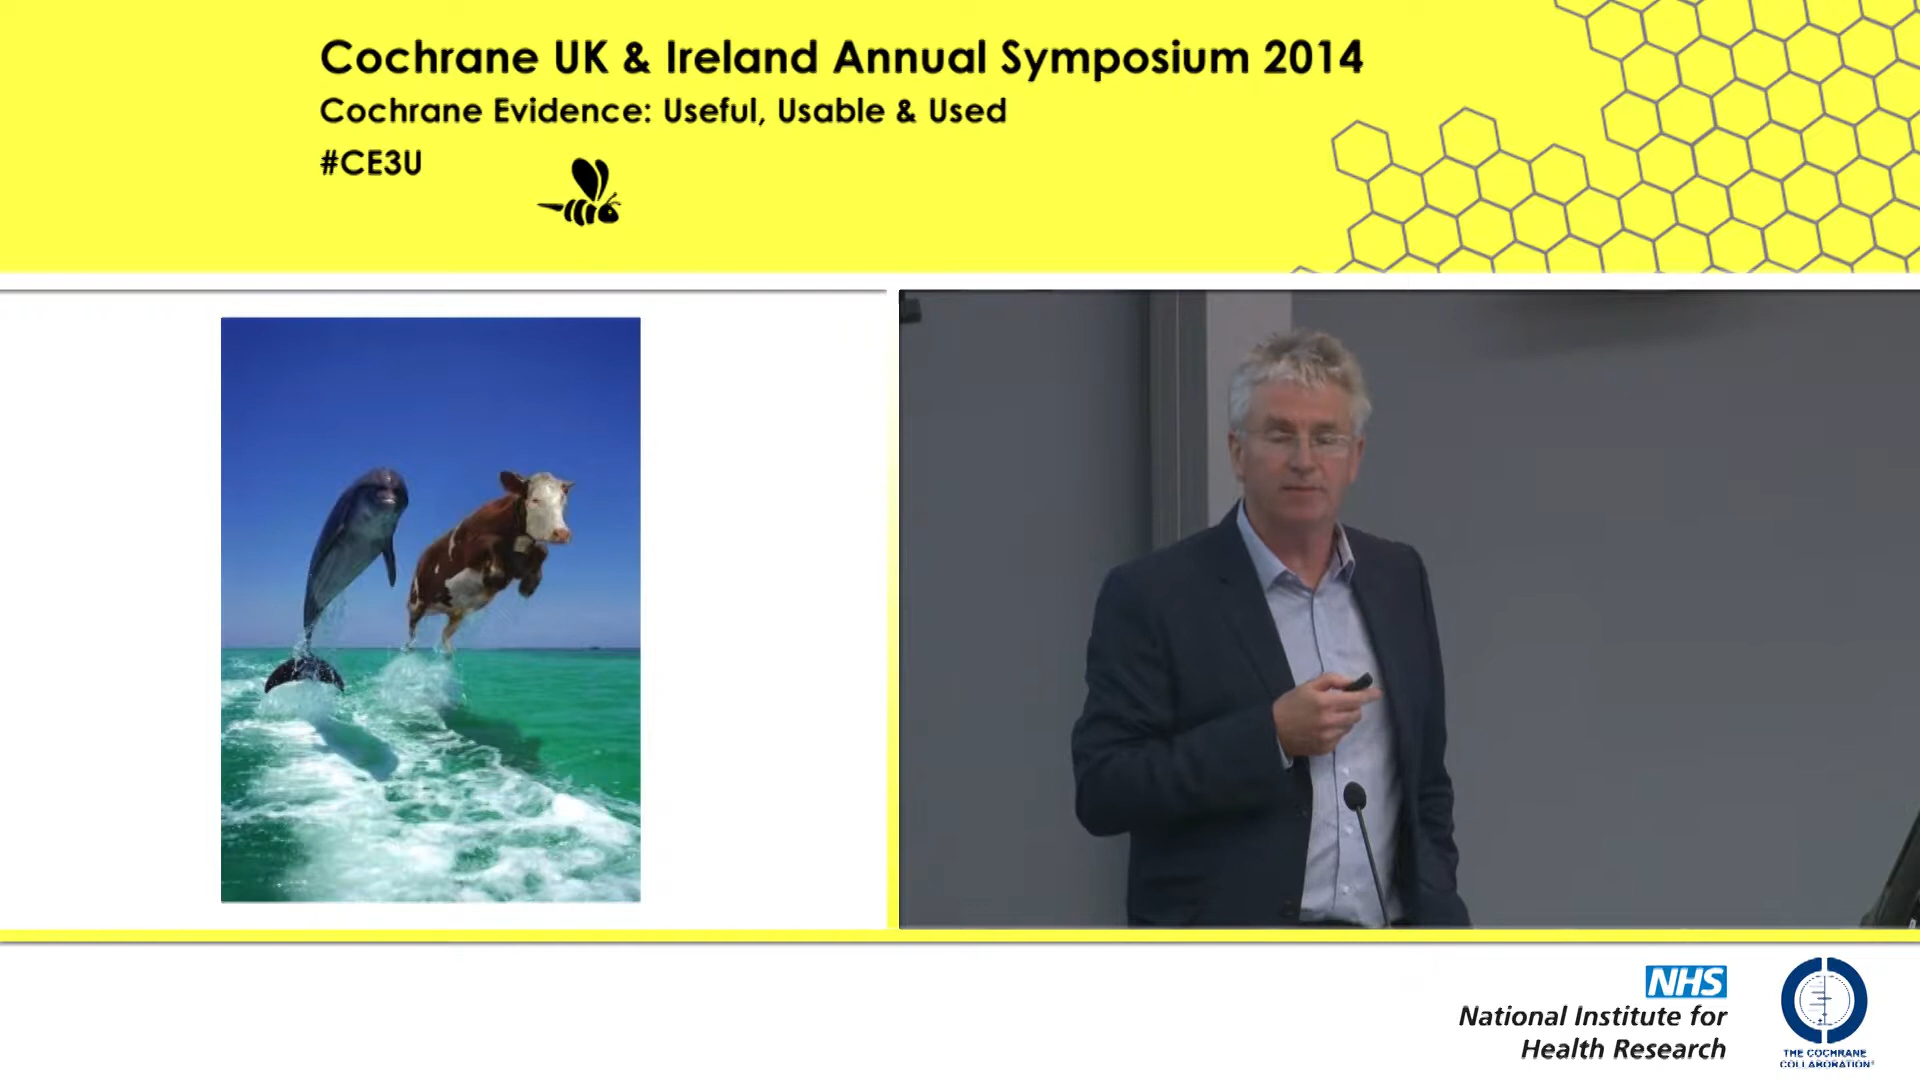 Cochrane UK & Ireland Annual Symposium 2014
Cochrane Evidence: Useful, Usable & Used
#CE3U
NHS
National Institute for
Health Research
THE COCHRANE
COLLABORATION®